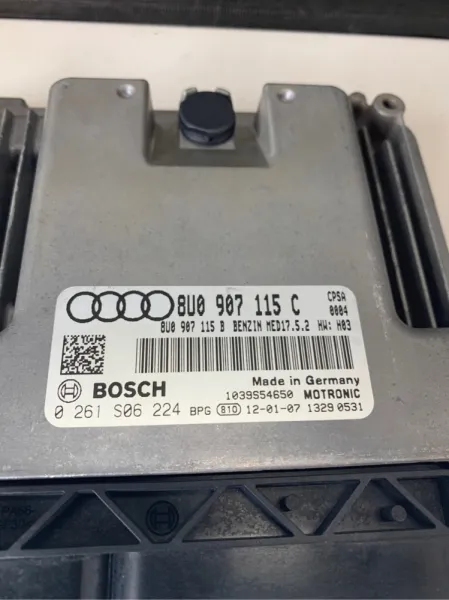 8U0 907 115 C
CPSA
0004
8U0 907 115 B BENZIN MED17.5.2 HW: H03
Made in Germany
BOSCH
1039S54650 MOTRONIC
0 261 S06 224 BPG 810 12-01-07 1329 0531